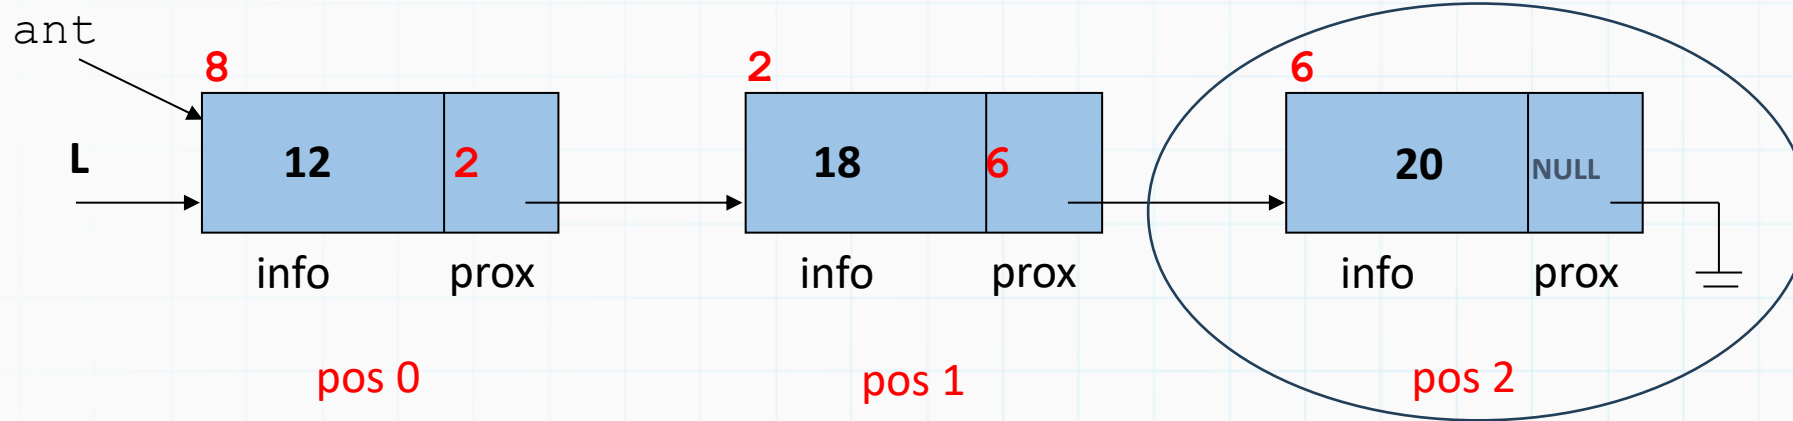 ant
8 2 6
L 12 2 18 6 20 NULL
info prox info prox info prox
pos 0 pos 1 pos 2